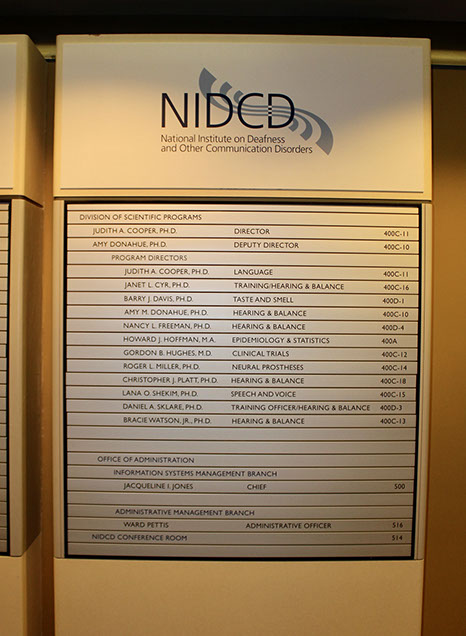 NIDCD
National Institute on Deafness
and Other Communication Disorders
DIVISION OF SCIENTIFIC PROGRAMS
JUDITH A. COOPER, PH.D. DIRECTOR 400C-11
AMY DONAHUE, PH.D. DEPUTY DIRECTOR 400C-10
PROGRAM DIRECTORS
JUDITH A. COOPER, PH.D. LANGUAGE 400C-11
JANET L. CYR, PH.D. TRAINING/HEARING & BALANCE 400C-16
BARRY J. DAVIS, PH.D. TASTE AND SMELL 400D-1
AMY M. DONAHUE, PH.D. HEARING & BALANCE 400C-10
NANCY L. FREEMAN, PH.D. HEARING & BALANCE 400D-4
HOWARD J. HOFFMAN, M.A. EPIDEMIOLOGY & STATISTICS 400A
GORDON B. HUGHES, M.D. CLINICAL TRIALS 400C-12
ROGER L. MILLER, PH.D. NEURAL PROSTHESES 400C-14
CHRISTOPHER J. PLATT, PH.D. HEARING & BALANCE 400C-18
LANA O. SHEKIM, PH.D. SPEECH AND VOICE 400C-15
DANIEL A. SKLARE, PH.D. TRAINING OFFICER/HEARING & BALANCE 400D-3
BRACIE WATSON, JR., PH.D. HEARING & BALANCE 400C-13
OFFICE OF ADMINISTRATION
INFORMATION SYSTEMS MANAGEMENT BRANCH
JACQUELINE I. JONES CHIEF 500
ADMINISTRATIVE MANAGEMENT BRANCH
WARD PETTIS ADMINISTRATIVE OFFICER 516
NIDCD CONFERENCE ROOM 514